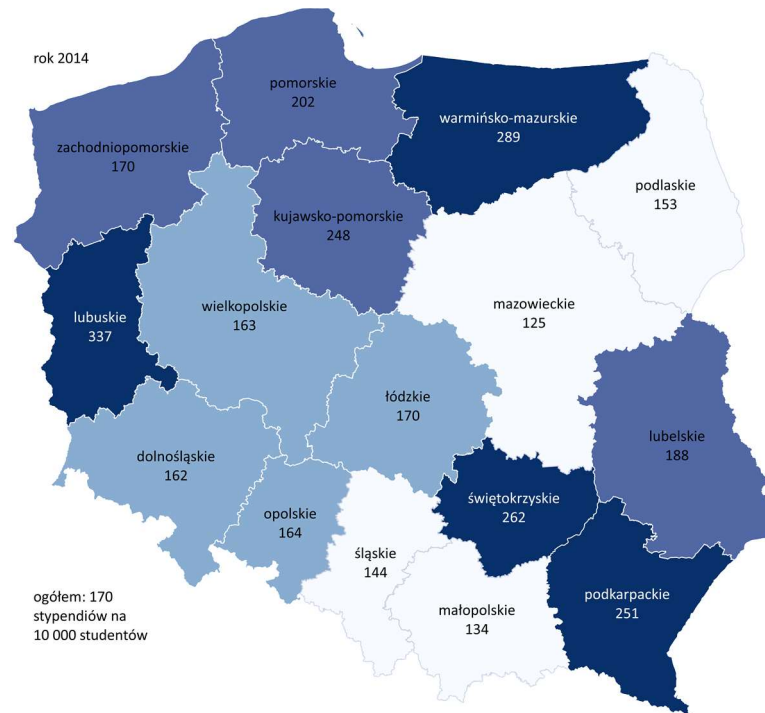 rok 2014
pomorskie
202
warmińsko-mazurskie
289
zachodniopomorskie
170
podlaskie
153
kujawsko-pomorskie
248
lubuskie
337
wielkopolskie
163
mazowieckie
125
łódzkie
170
lubelskie
188
dolnośląskie
162
opolskie
164
świętokrzyskie
262
śląskie
144
podkarpackie
251
małopolskie
134
ogółem: 170
stypendiów na
10 000 studentów